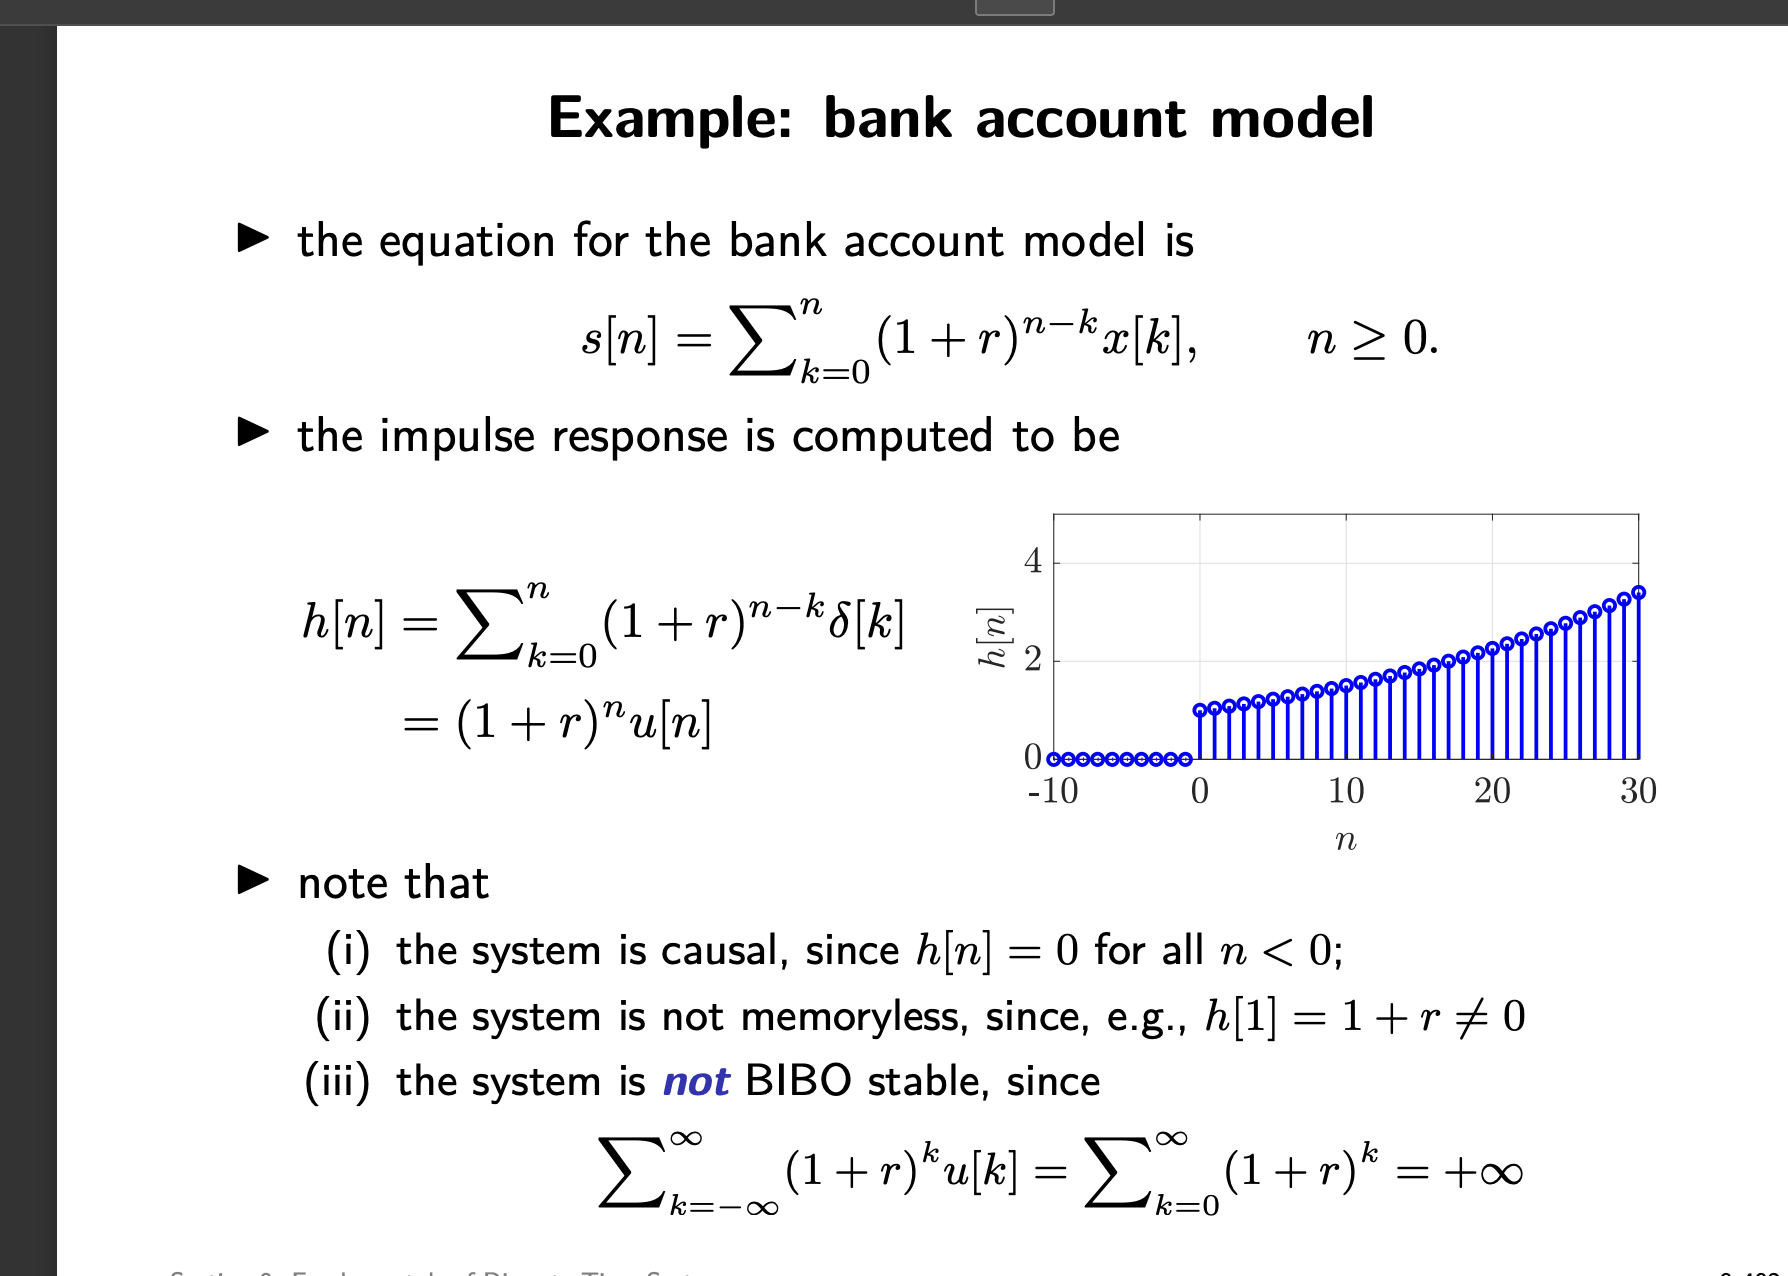 Example: bank account model
▶ the equation for the bank account model is
s[n] = ∑_{k=0}^{n} (1 + r)^{n−k} x[k], n ≥ 0.
▶ the impulse response is computed to be
h[n] = ∑_{k=0}^{n} (1 + r)^{n−k} δ[k]
= (1 + r)^n u[n]
h[n]
4
2
0
-10 0 10 20 30
n
▶ note that
(i) the system is causal, since h[n] = 0 for all n < 0;
(ii) the system is not memoryless, since, e.g., h[1] = 1 + r ≠ 0
(iii) the system is not BIBO stable, since
∑_{k=−∞}^{∞} (1 + r)^k u[k] = ∑_{k=0}^{∞} (1 + r)^k = +∞